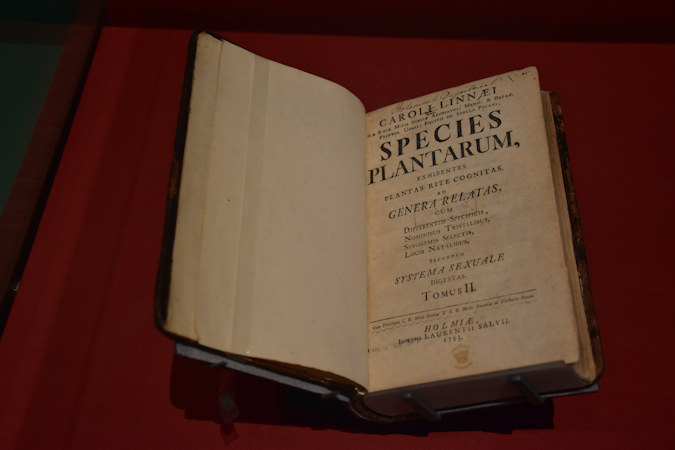 CAROLI LINNÆI
SPECIES
PLANTARUM,
EXHIBENTES
PLANTAS RITE COGNITAS,
AD
GENERA RELATAS,
CUM
DIFFERENTIIS SPECIFICIS,
NOMINIBUS TRIVIALIBUS,
SYNONYMIS SELECTIS,
LOCIS NATALIBUS,
SECUNDUM
SYSTEMA SEXUALE
DIGESTAS.
TOMUS II.
HOLMIÆ,
LAURENTII SALVII.
1753.